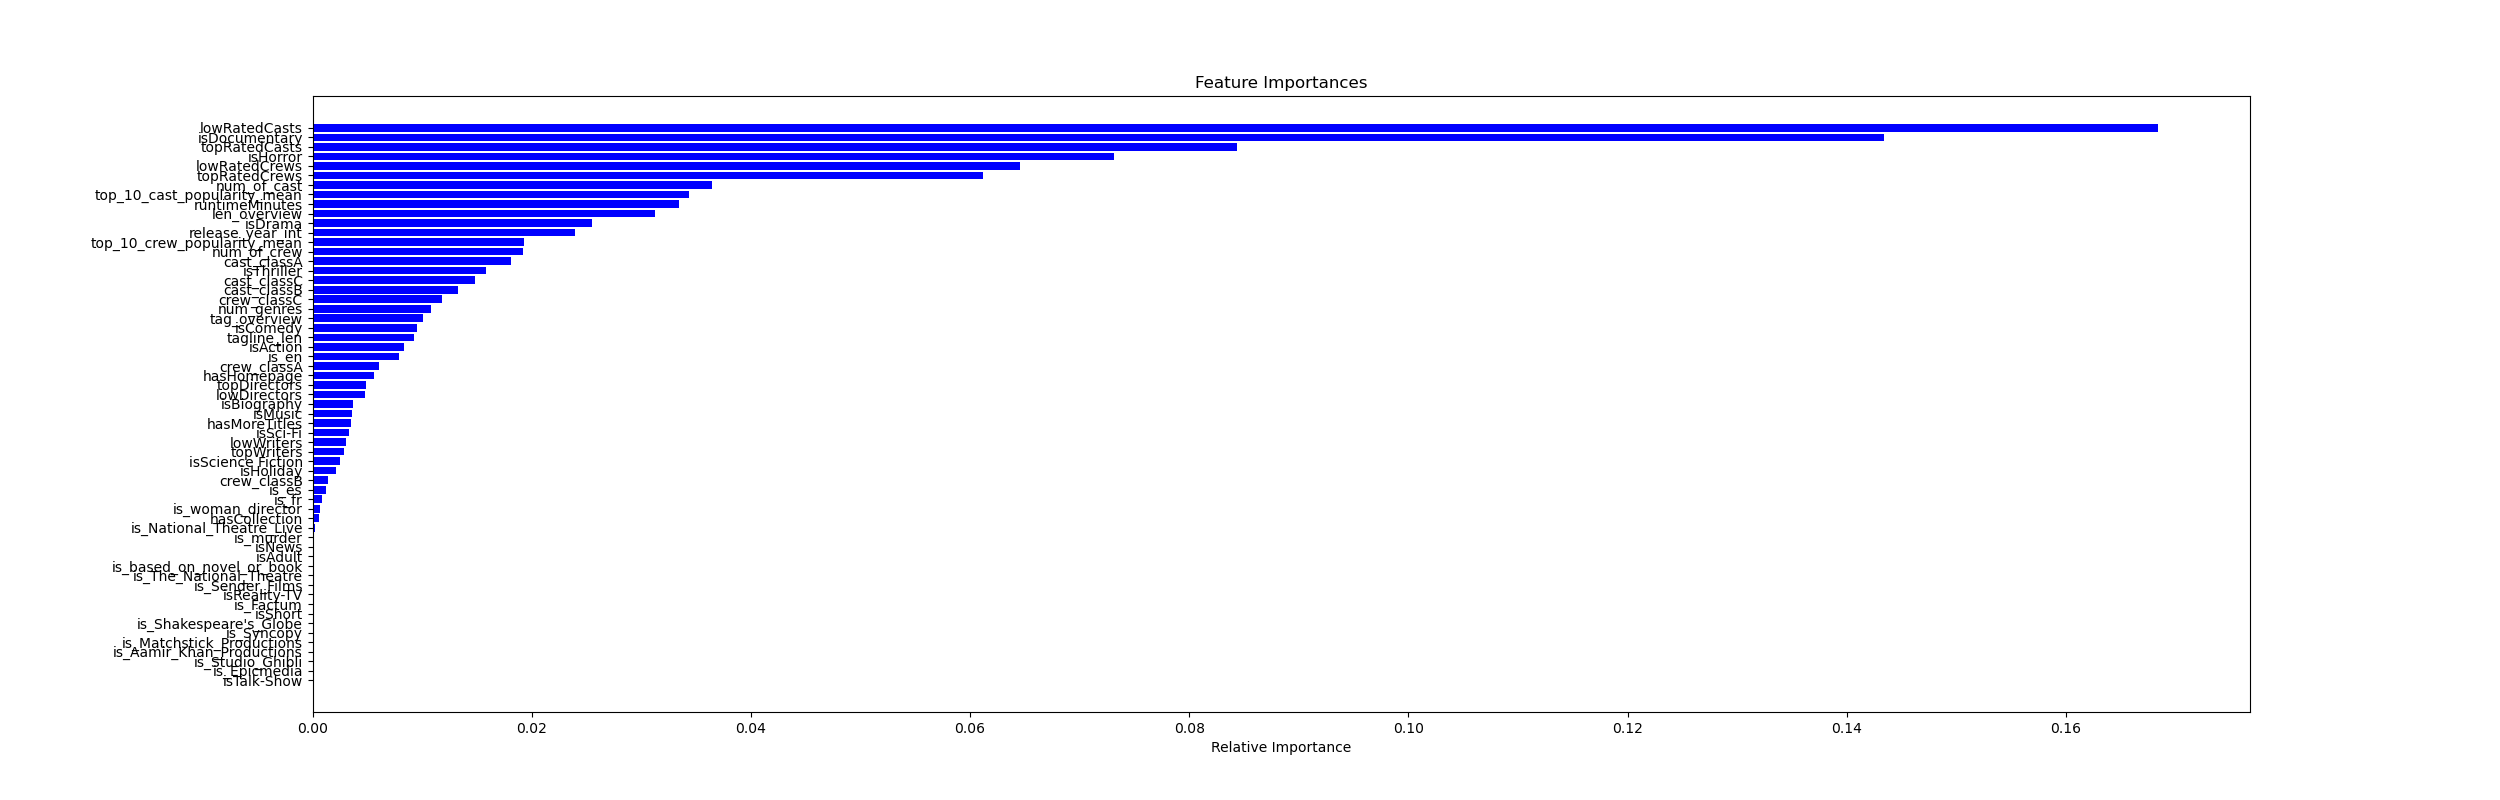 Feature Importances
lowRatedCasts
isDocumentary
topRatedCasts
isHorror
lowRatedCrews
topRatedCrews
num_of_cast
top_10_cast_popularity_mean
runtimeMinutes
len_overview
isDrama
release_year_int
top_10_crew_popularity_mean
num_of_crew
cast_classA
isThriller
cast_classC
cast_classB
crew_classC
num_genres
tag_overview
isComedy
tagline_len
isAction
is_en
crew_classA
hasHomepage
topDirectors
lowDirectors
isBiography
isMusic
hasMoreTitles
isSci-Fi
lowWriters
topWriters
isScience Fiction
isHoliday
crew_classB
is_es
is_fr
is_woman_director
hasCollection
is_National_Theatre_Live
is_murder
isNews
isAdult
is_based_on_novel_or_book
is_The_National_Theatre
is_Sender_Films
isReality-TV
is_Factum
isShort
is_Shakespeare's_Globe
is_Syncopy
is_Matchstick_Productions
is_Aamir_Khan_Productions
is_Studio_Ghibli
is_Epicmedia
isTalk-Show
0.00 0.02 0.04 0.06 0.08 0.10 0.12 0.14 0.16
Relative Importance